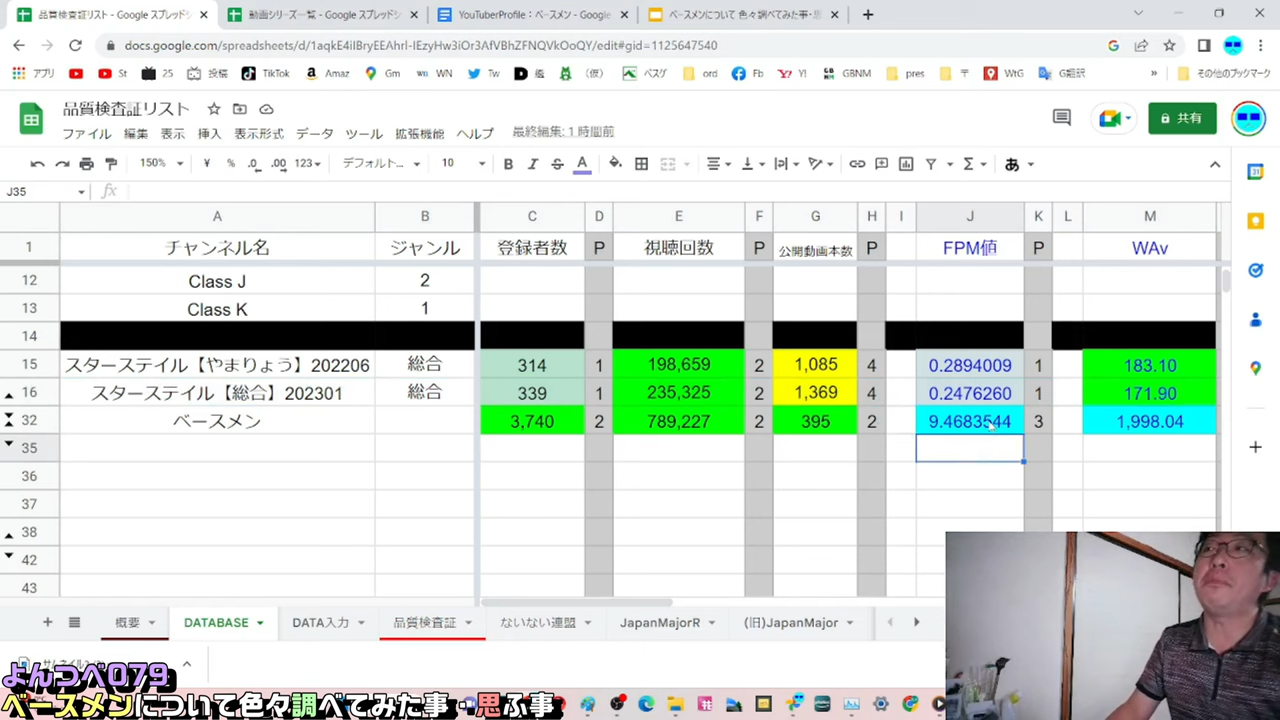 品質検査証リスト - Google スプレッドシ
動画シリーズ一覧 - Google スプレッドシ
YouTuberProfile:ベースメン - Google
ベースメンについて 色々調べてみた事・思
docs.google.com/spreadsheets/d/1aqkE4iIBryEEAhrI-IEzyHw3iOr3AfVBhZFNQVkOoQY/edit#gid=1125647540
アプリ St 25 投稿 TikTok Amaz Gm WN Tw 艦 (仮) ペスゲ ord Fb Y! GBNM pres 〒 WtG G翻訳 » その他のブックマーク
品質検査証リスト
ファイル 編集 表示 挿入 表示形式 データ ツール 拡張機能 ヘルプ 最終編集: 1 時間前
共有
150% ¥ % .0 .00 123 デフォルト... 10 B I S A あ
J35 fx
A B C D E F G H I J K L M
1 チャンネル名 ジャンル 登録者数 P 視聴回数 P 公開動画本数 P FPM値 P WAv
12 Class J 2
13 Class K 1
14
15 スターステイル【やまりょう】202206 総合 314 1 198,659 2 1,085 4 0.2894009 1 183.10
16 スターステイル【総合】202301 総合 339 1 235,325 2 1,369 4 0.2476260 1 171.90
32 ベースメン 3,740 2 789,227 2 395 2 9.4683544 3 1,998.04
35
36
37
38
42
43
概要 DATABASE DATA入力 品質検査証 ないない連盟 JapanMajorR (旧)JapanMajor
よんつべ079
ベースメンについて色々調べてみた事・思ふ事